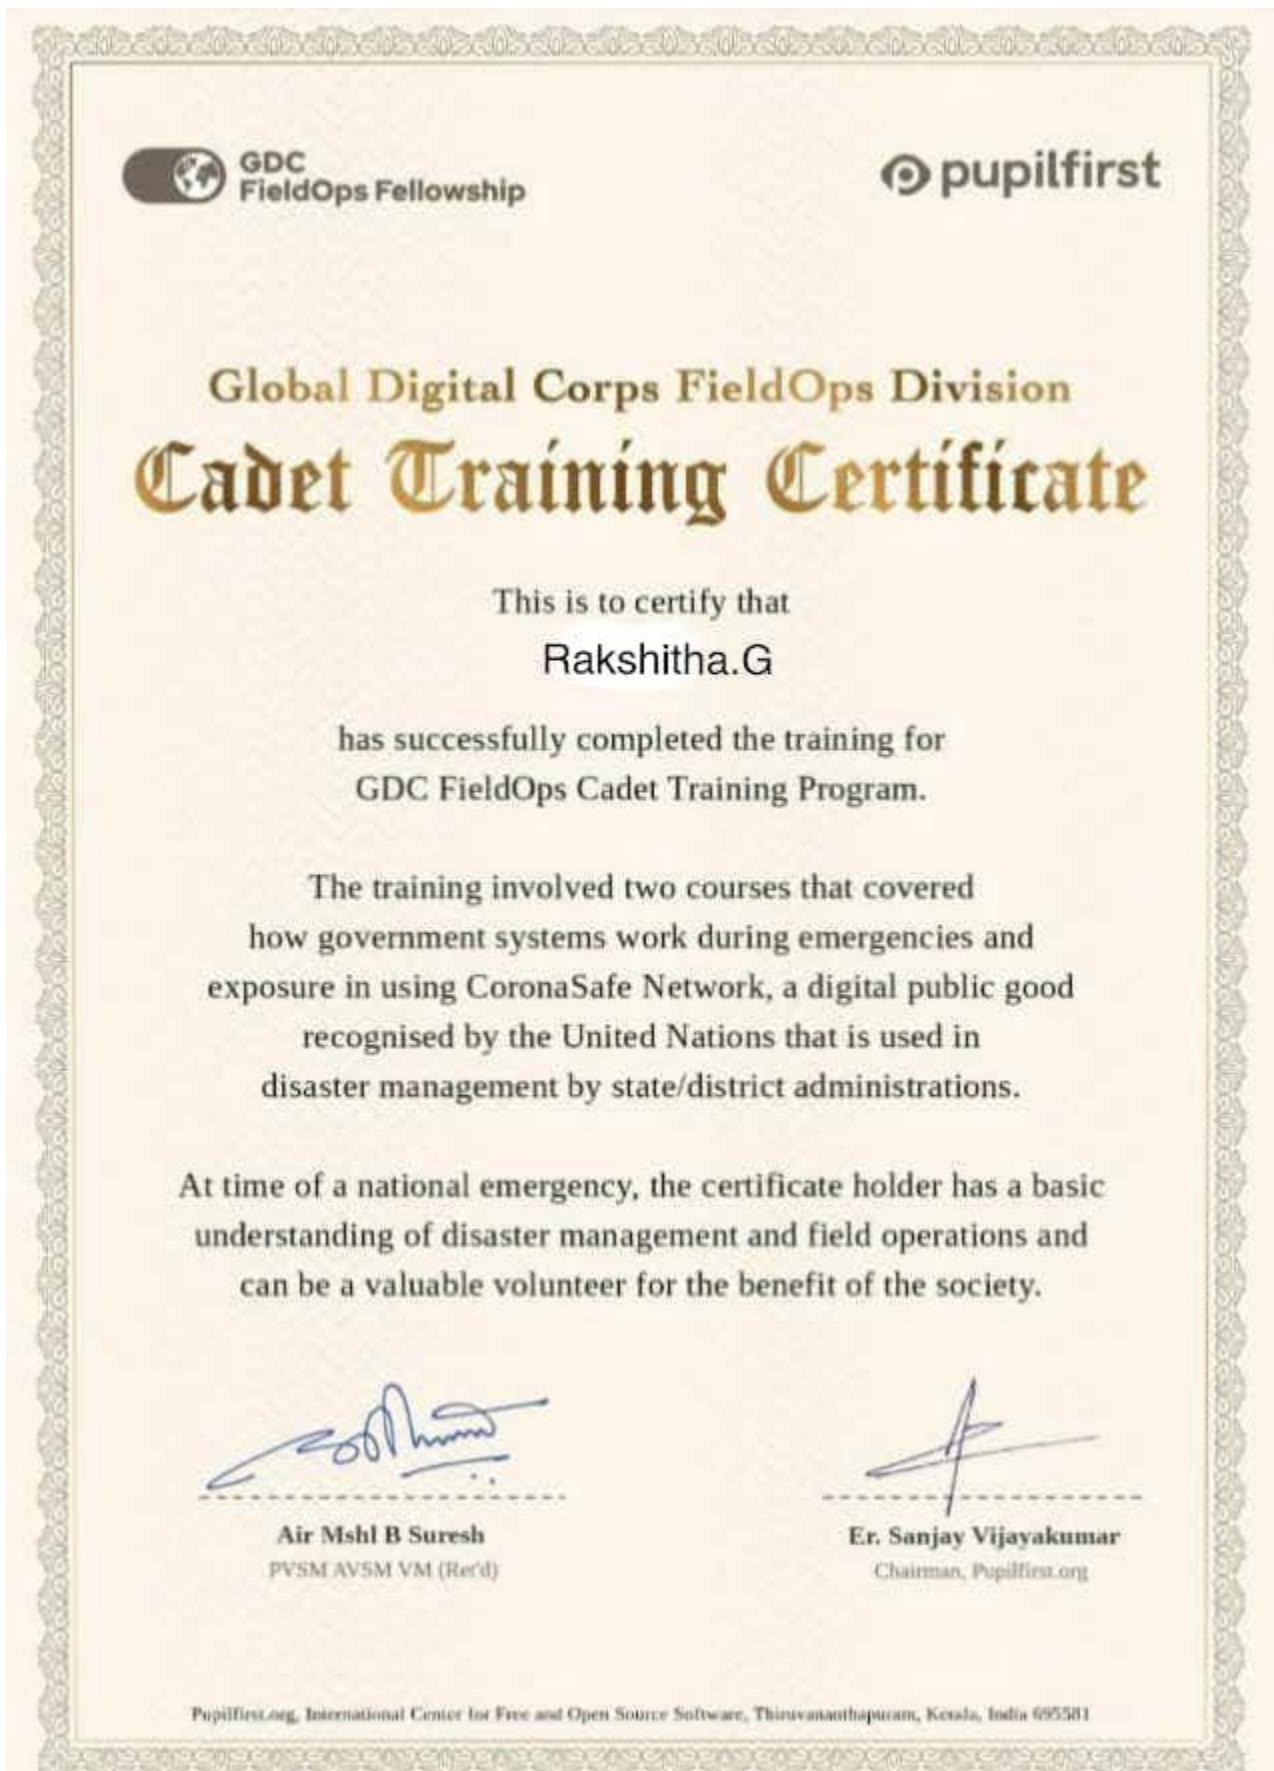 GDC
FieldOps Fellowship
pupilfirst
Global Digital Corps FieldOps Division
Cadet Training Certificate
This is to certify that
Rakshitha.G
has successfully completed the training for
GDC FieldOps Cadet Training Program.
The training involved two courses that covered
how government systems work during emergencies and
exposure in using CoronaSafe Network, a digital public good
recognised by the United Nations that is used in
disaster management by state/district administrations.
At time of a national emergency, the certificate holder has a basic
understanding of disaster management and field operations and
can be a valuable volunteer for the benefit of the society.
Air Mshl B Suresh
PVSM AVSM VM (Ret'd)
Er. Sanjay Vijayakumar
Chairman, Pupilfirst.org
Pupilfirst.org, International Center for Free and Open Source Software, Thiruvananthapuram, Kerala, India 695581